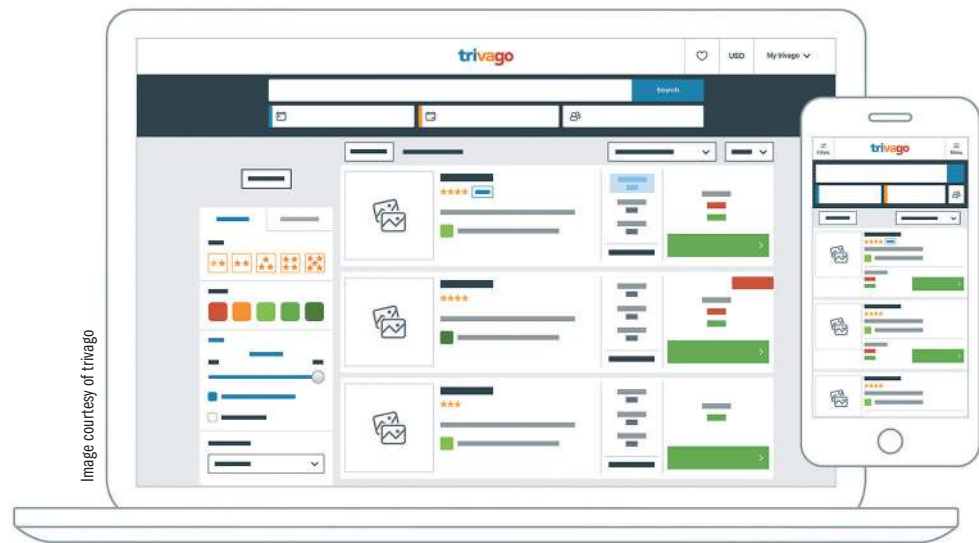 trivago
USD
My trivago
Search
Filters
trivago
Menu
Image courtesy of trivago